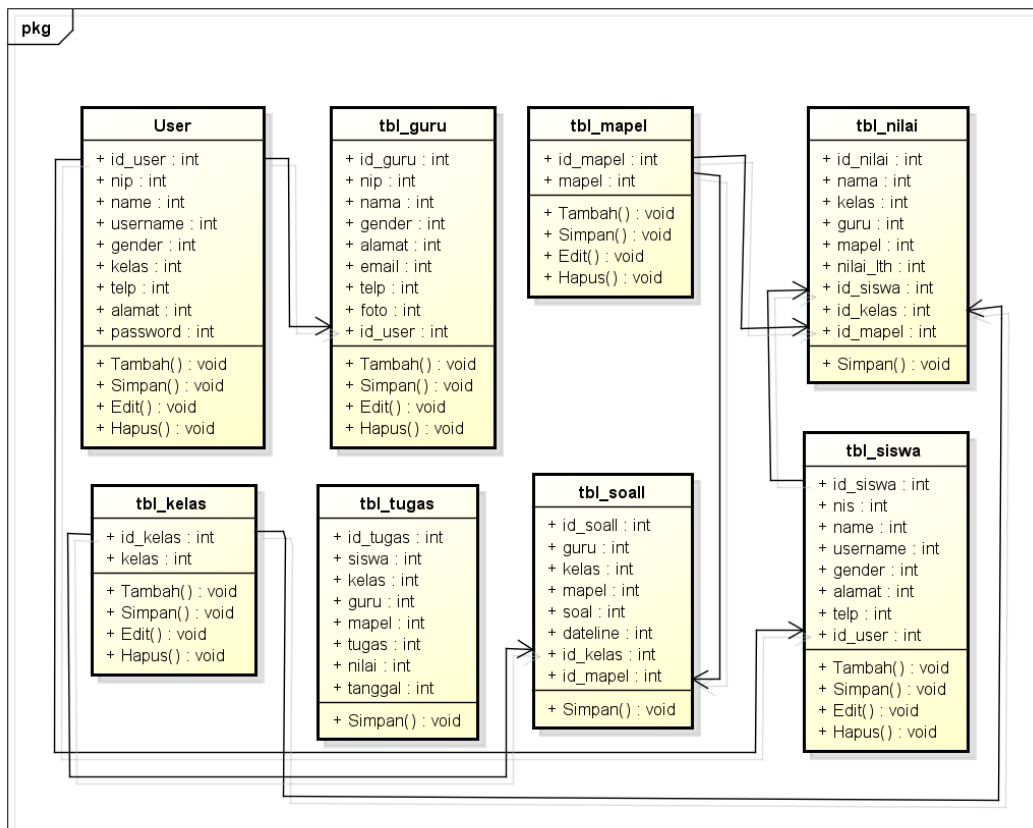 pkg
User
+ id_user : int
+ nip : int
+ name : int
+ username : int
+ gender : int
+ kelas : int
+ telp : int
+ alamat : int
+ password : int
+ Tambah() : void
+ Simpan() : void
+ Edit() : void
+ Hapus() : void
tbl_guru
+ id_guru : int
+ nip : int
+ nama : int
+ gender : int
+ alamat : int
+ email : int
+ telp : int
+ foto : int
+ id_user : int
+ Tambah() : void
+ Simpan() : void
+ Edit() : void
+ Hapus() : void
tbl_mapel
+ id_mapel : int
+ mapel : int
+ Tambah() : void
+ Simpan() : void
+ Edit() : void
+ Hapus() : void
tbl_nilai
+ id_nilai : int
+ nama : int
+ kelas : int
+ guru : int
+ mapel : int
+ nilai_lth : int
+ id_siswa : int
+ id_kelas : int
+ id_mapel : int
+ Simpan() : void
tbl_kelas
+ id_kelas : int
+ kelas : int
+ Tambah() : void
+ Simpan() : void
+ Edit() : void
+ Hapus() : void
tbl_tugas
+ id_tugas : int
+ siswa : int
+ kelas : int
+ guru : int
+ mapel : int
+ tugas : int
+ nilai : int
+ tanggal : int
+ Simpan() : void
tbl_soall
+ id_soall : int
+ guru : int
+ kelas : int
+ mapel : int
+ soal : int
+ dateline : int
+ id_kelas : int
+ id_mapel : int
+ Simpan() : void
tbl_siswa
+ id_siswa : int
+ nis : int
+ name : int
+ username : int
+ gender : int
+ alamat : int
+ telp : int
+ id_user : int
+ Tambah() : void
+ Simpan() : void
+ Edit() : void
+ Hapus() : void